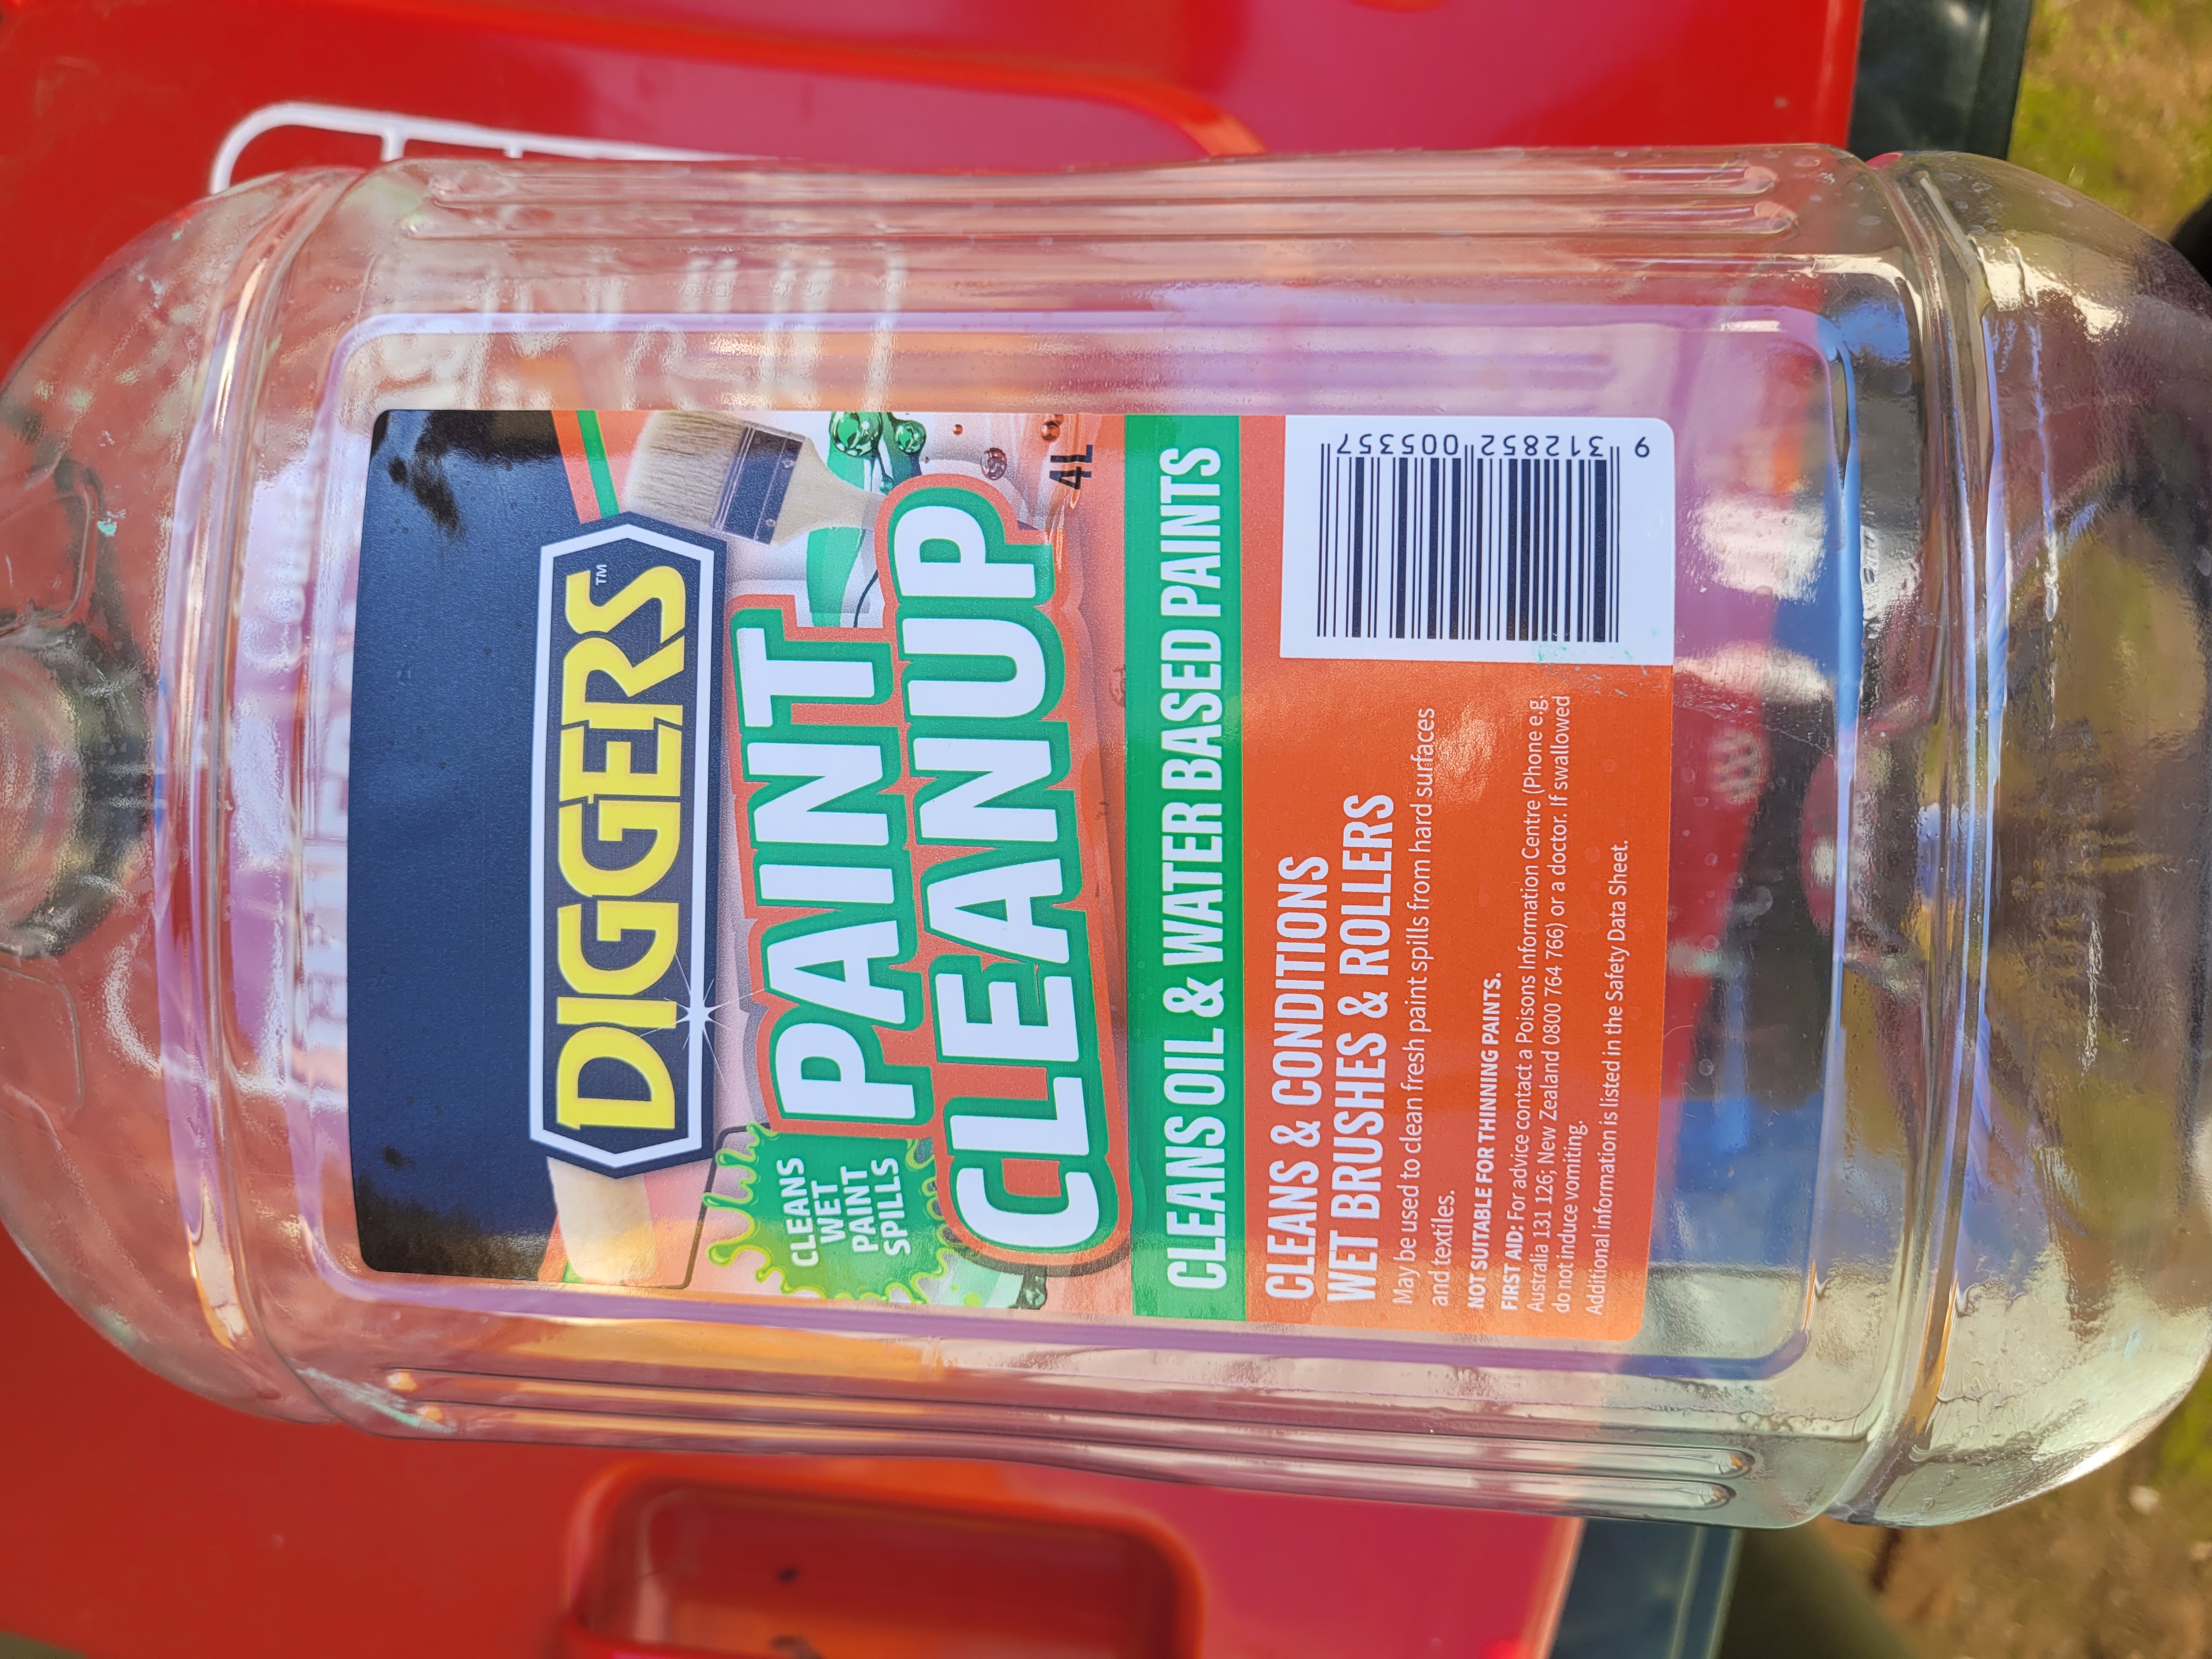 DIGGERS™
CLEANS
WET
PAINT
SPILLS
PAINT
CLEANUP
4L
CLEANS OIL & WATER BASED PAINTS
CLEANS & CONDITIONS
WET BRUSHES & ROLLERS
May be used to clean fresh paint spills from hard surfaces
and textiles.
NOT SUITABLE FOR THINNING PAINTS.
FIRST AID: For advice contact a Poisons Information Centre (Phone e.g.
Australia 131 126; New Zealand 0800 764 766) or a doctor. If swallowed
do not induce vomiting.
Additional information is listed in the Safety Data Sheet.
9 312852 005357